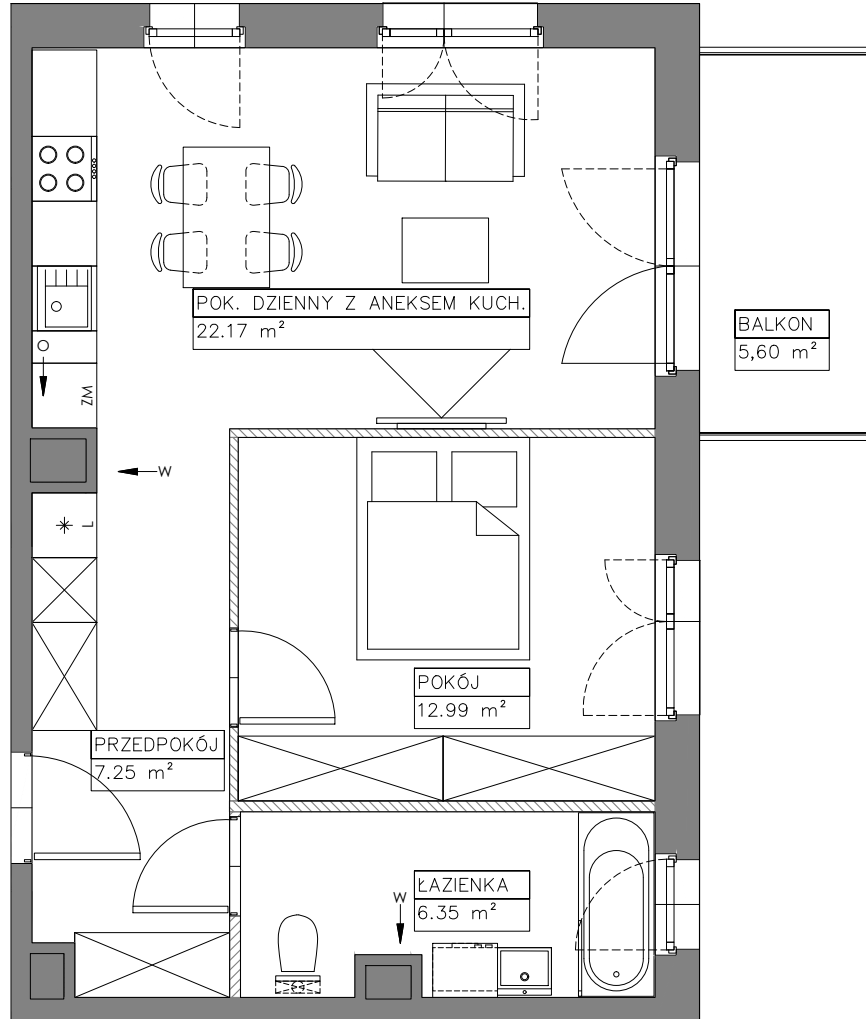 POK. DZIENNY Z ANEKSEM KUCH.
22.17 m²
BALKON
5,60 m²
ZM
W
L
POKÓJ
12.99 m²
PRZEDPOKÓJ
7.25 m²
ŁAZIENKA
6.35 m²
W